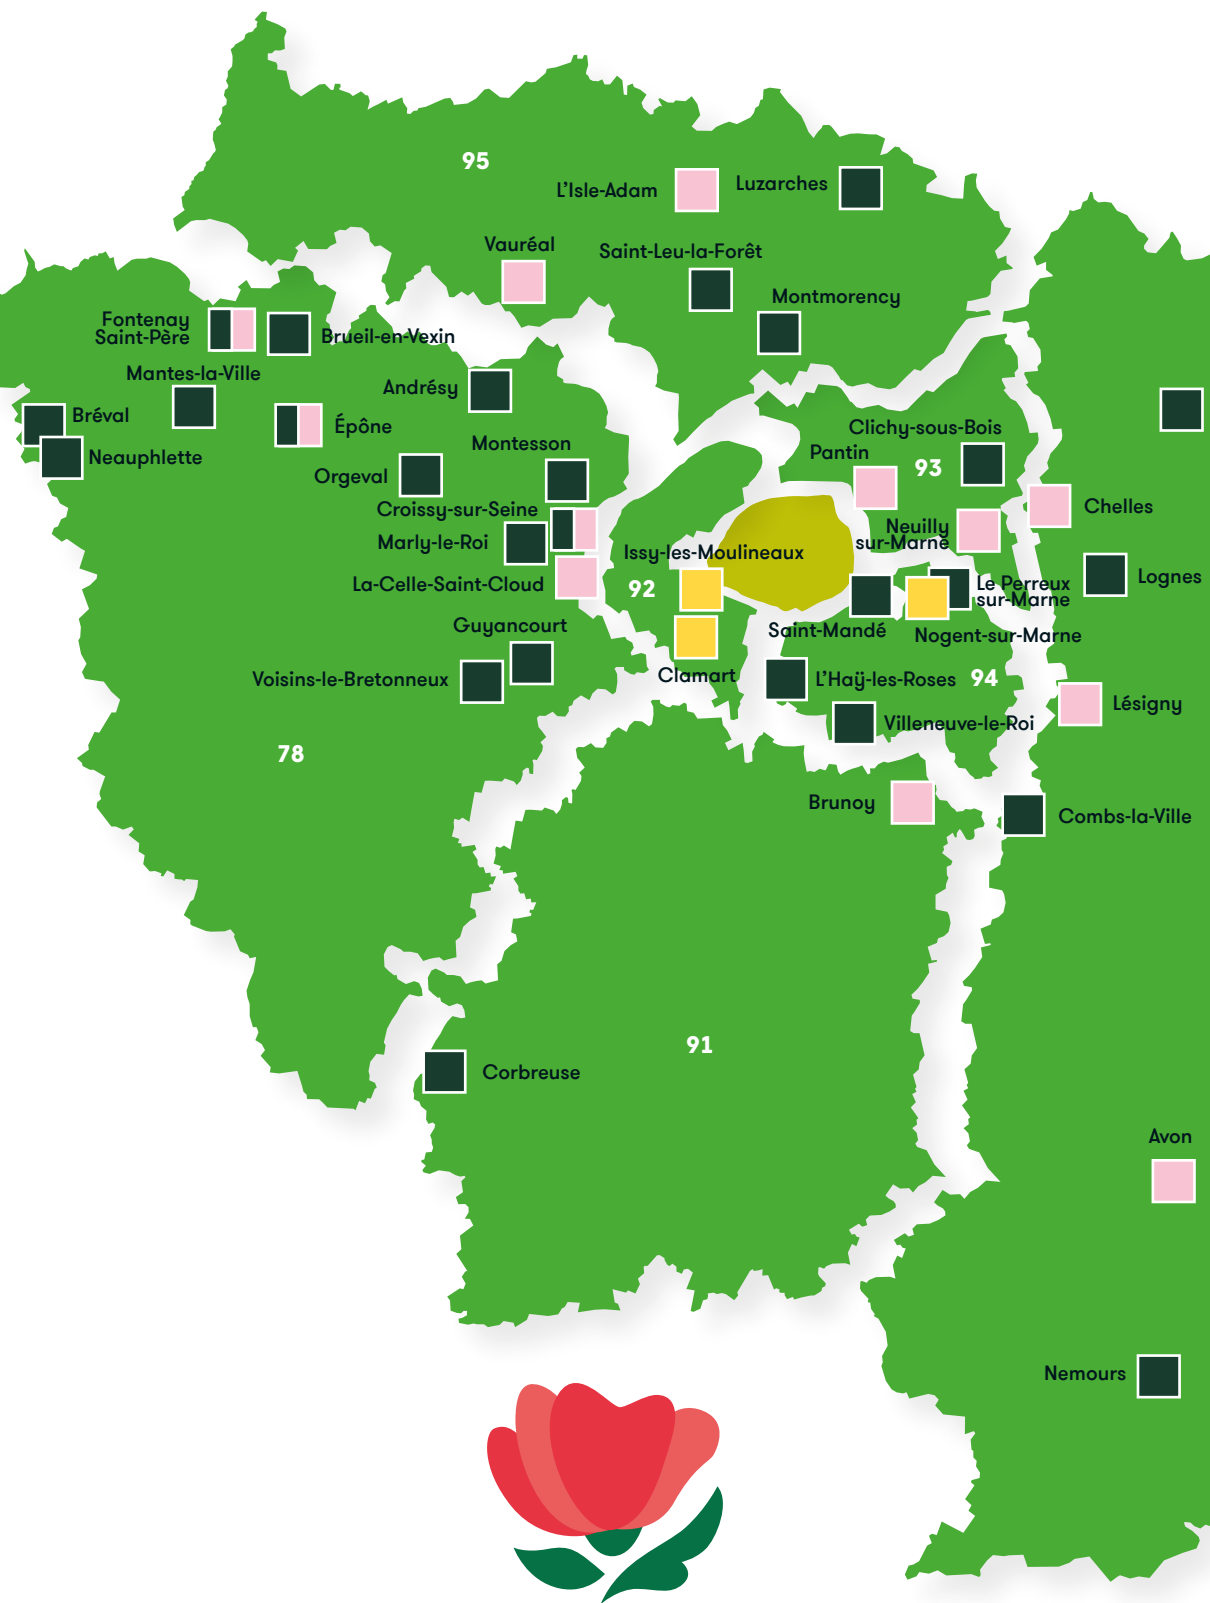 95
L'Isle-Adam
Luzarches
Vauréal
Saint-Leu-la-Forêt
Montmorency
Fontenay
Saint-Père
Brueil-en-Vexin
Mantes-la-Ville
Andrésy
Bréval
Épône
Clichy-sous-Bois
Neauphlette
Montesson
Pantin
93
Orgeval
Croissy-sur-Seine
Chelles
Marly-le-Roi
Neuilly
sur-Marne
Issy-les-Moulineaux
La-Celle-Saint-Cloud
92
Le Perreux
sur-Marne
Lognes
Guyancourt
Saint-Mandé
Nogent-sur-Marne
Voisins-le-Bretonneux
Clamart
L'Haÿ-les-Roses
94
Lésigny
Villeneuve-le-Roi
78
Brunoy
Combs-la-Ville
91
Corbreuse
Avon
Nemours